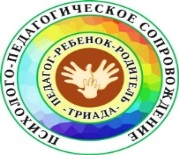 ПСИХОЛОГО-ПЕДАГОГИЧЕСКОЕ СОПРОВОЖДЕНИЕ
ПЕДАГОГ-РЕБЕНОК-РОДИТЕЛЬ
-ТРИАДА-